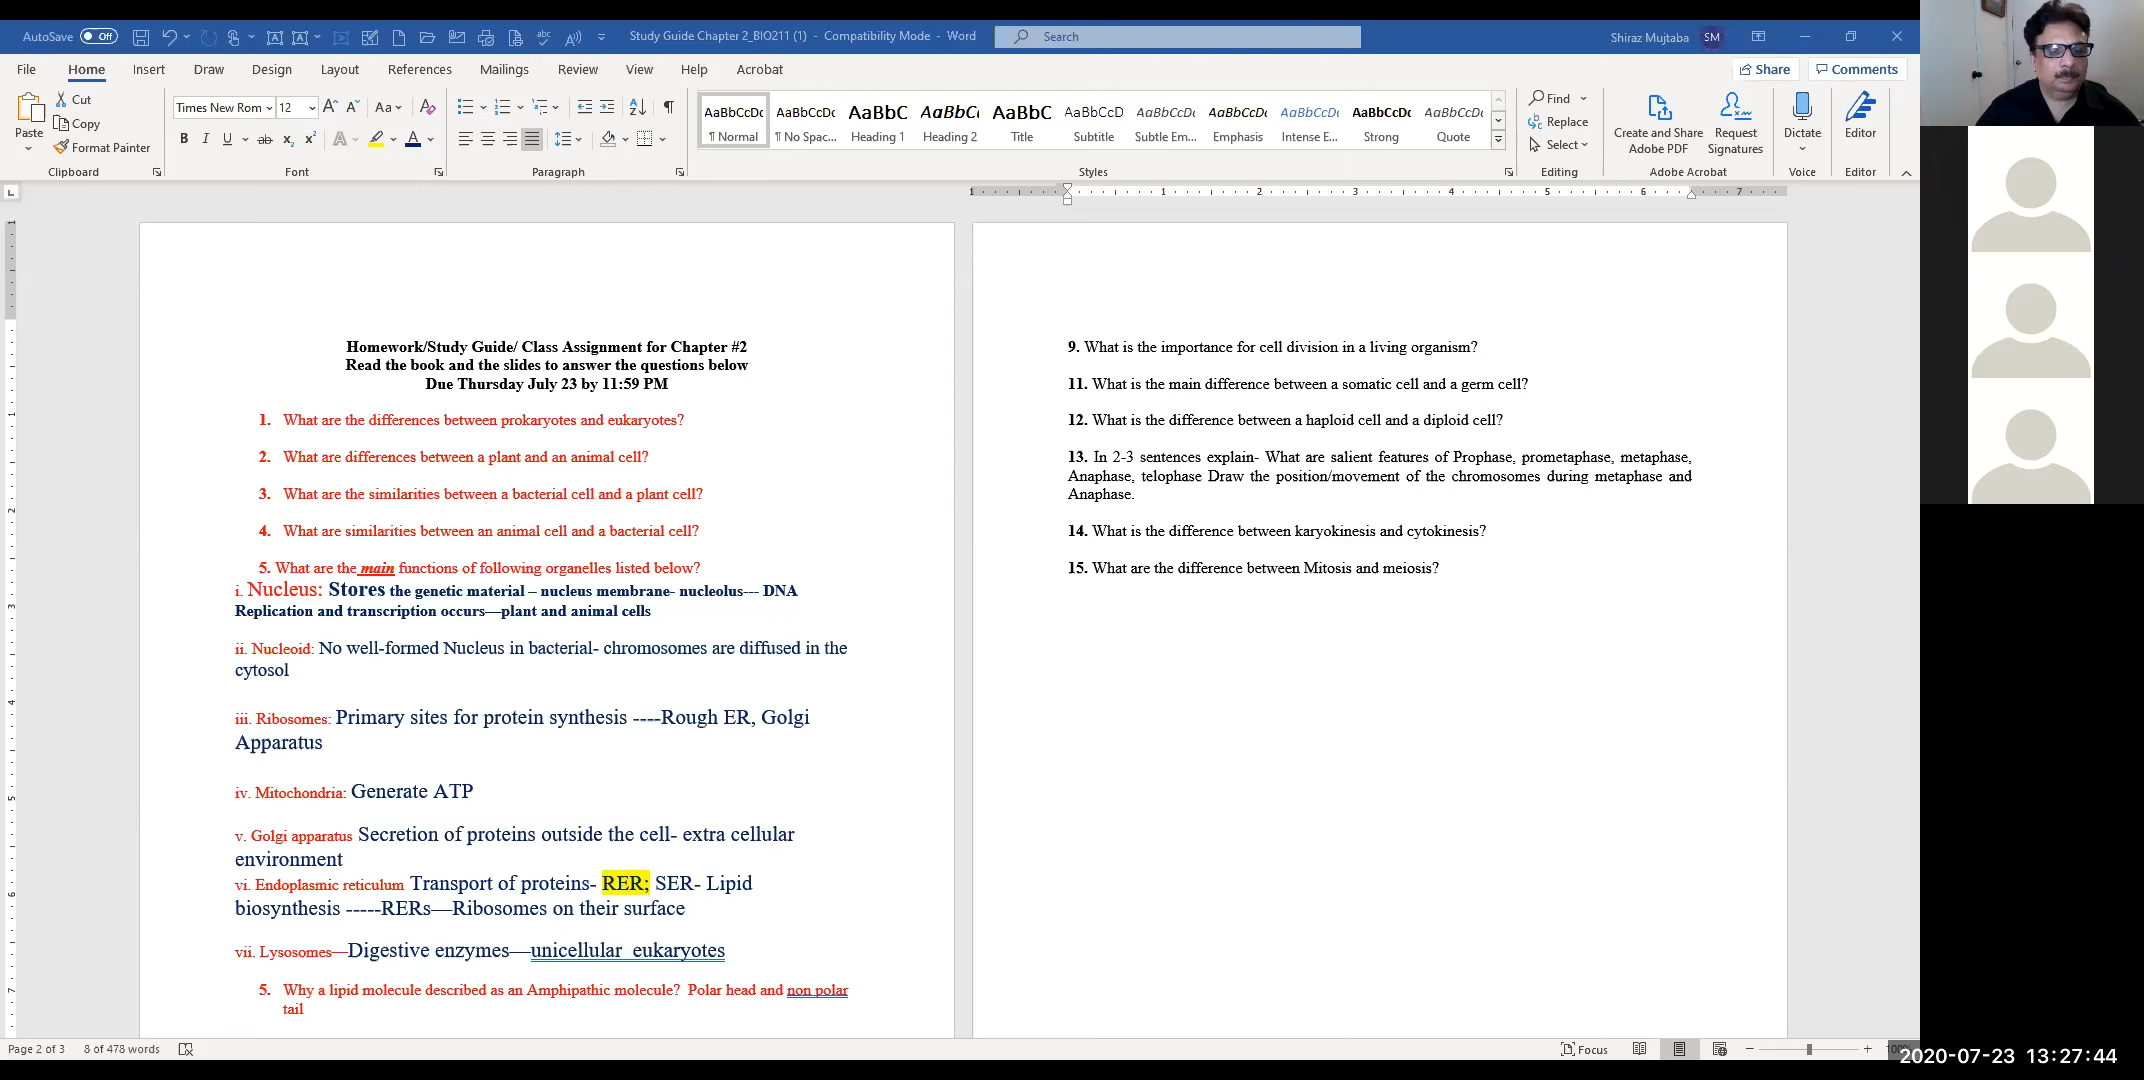 AutoSave Off Study Guide Chapter 2_BIO211 (1) - Compatibility Mode - Word Search Shiraz Mujtaba SM
File Home Insert Draw Design Layout References Mailings Review View Help Acrobat Share Comments
Paste Cut Copy Format Painter
Times New Rom 12
AaBbCcDc AaBbCcDc AaBbC AaBbCc AaBbC AaBbCcD AaBbCcDc AaBbCcDc AaBbCcDc AaBbCcDc AaBbCcDc
¶ Normal ¶ No Spac... Heading 1 Heading 2 Title Subtitle Subtle Em... Emphasis Intense E... Strong Quote
Find Replace Select
Create and Share Adobe PDF Request Signatures Dictate Editor
Clipboard Font Paragraph Styles Editing Adobe Acrobat Voice Editor
Homework/Study Guide/ Class Assignment for Chapter #2
Read the book and the slides to answer the questions below
Due Thursday July 23 by 11:59 PM
1. What are the differences between prokaryotes and eukaryotes?
2. What are differences between a plant and an animal cell?
3. What are the similarities between a bacterial cell and a plant cell?
4. What are similarities between an animal cell and a bacterial cell?
5. What are the main functions of following organelles listed below?
i. Nucleus: Stores the genetic material – nucleus membrane- nucleolus--- DNA
Replication and transcription occurs—plant and animal cells
ii. Nucleoid: No well-formed Nucleus in bacterial- chromosomes are diffused in the
cytosol
iii. Ribosomes: Primary sites for protein synthesis ----Rough ER, Golgi
Apparatus
iv. Mitochondria: Generate ATP
v. Golgi apparatus Secretion of proteins outside the cell- extra cellular
environment
vi. Endoplasmic reticulum Transport of proteins- RER; SER- Lipid
biosynthesis -----RERs—Ribosomes on their surface
vii. Lysosomes—Digestive enzymes—unicellular eukaryotes
5. Why a lipid molecule described as an Amphipathic molecule? Polar head and non polar
tail
9. What is the importance for cell division in a living organism?
11. What is the main difference between a somatic cell and a germ cell?
12. What is the difference between a haploid cell and a diploid cell?
13. In 2-3 sentences explain- What are salient features of Prophase, prometaphase, metaphase,
Anaphase, telophase Draw the position/movement of the chromosomes during metaphase and
Anaphase.
14. What is the difference between karyokinesis and cytokinesis?
15. What are the difference between Mitosis and meiosis?
Page 2 of 3 8 of 478 words Focus
2020-07-23 13:27:44